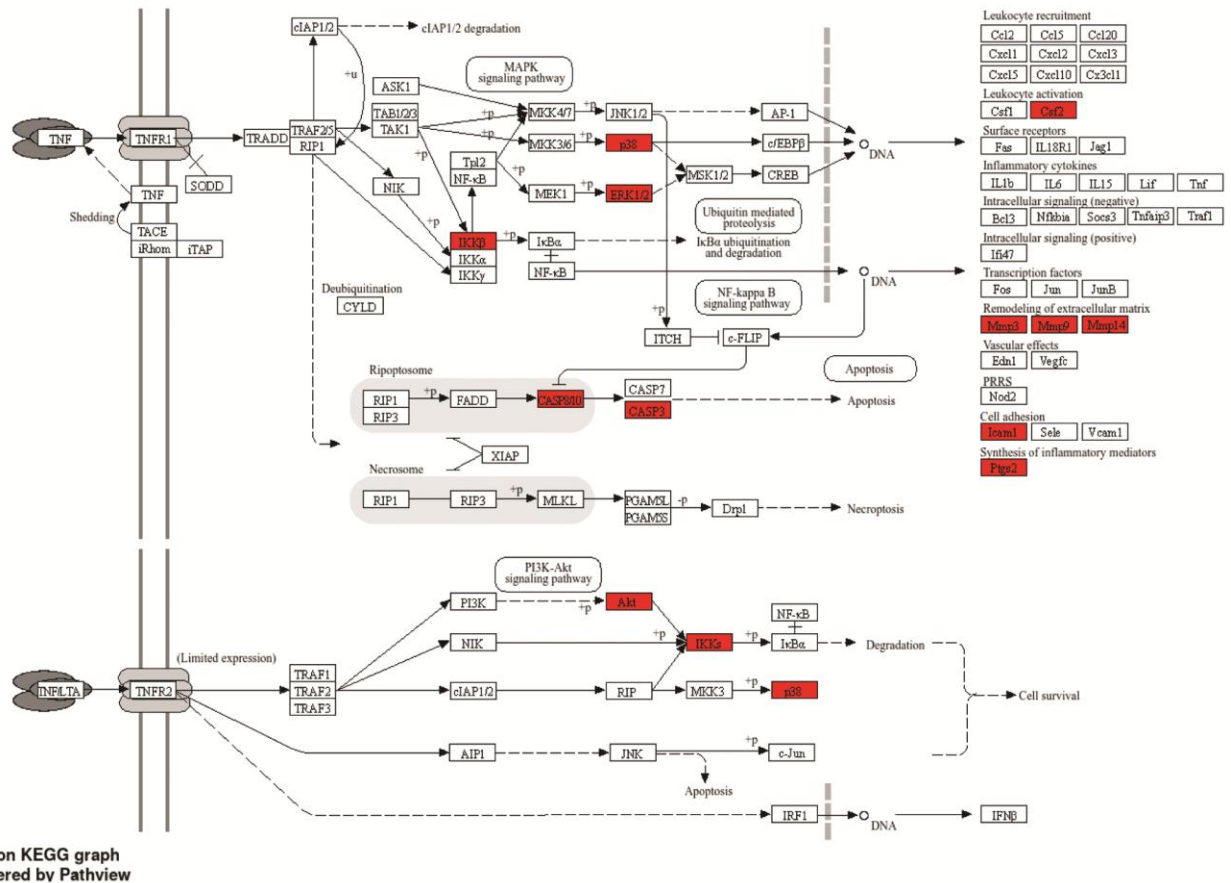 cIAP1/2
cIAP1/2 degradation
+u
MAPK
signaling pathway
ASK1
TAB1/2/3
TAK1
+p
MKK4/7
+p
JNK1/2
AP-1
TNF
TNFR1
TRADD
TRAF2/5
RIP1
+p
MKK3/6
+p
p38
c/EBPβ
DNA
SODD
Tpl2
NF-κB
MSK1/2
CREB
NIK
MEK1
+p
ERK1/2
TNF
Shedding
TACE
iRhom
iTAP
+p
+p
IKKβ
IKKα
IKKγ
+p
IκBα
NF-κB
Ubiquitin mediated
proteolysis
IκBα ubiquitination
and degradation
DNA
Deubiquitination
CYLD
NF-kappa B
signaling pathway
+p
ITCH
c-FLIP
Ripoptosome
RIP1
RIP3
+p
FADD
CASP8/10
CASP7
CASP3
Apoptosis
Apoptosis
XIAP
Necrosome
RIP1
RIP3
+p
MLKL
PGAM5L
PGAM5S
-p
Drp1
Necroptosis
Leukocyte recruitment
Ccl2 Ccl5 Ccl20
Cxcl1 Cxcl2 Cxcl3
Cxcl5 Cxcl10 Cx3cl1
Leukocyte activation
Csf1 Csf2
Surface receptors
Fas IL18R1 Jag1
Inflammatory cytokines
IL1b IL6 IL15 Lif Tnf
Intracellular signaling (negative)
Bcl3 Nfkbia Socs3 Tnfaip3 Traf1
Intracellular signaling (positive)
Ifi47
Transcription factors
Fos Jun JunB
Remodeling of extracellular matrix
Mmp3 Mmp9 Mmp14
Vascular effects
Edn1 Vegfc
PRRS
Nod2
Cell adhesion
Icam1 Sele Vcam1
Synthesis of inflammatory mediators
Ptgs2
PI3K-Akt
signaling pathway
PI3K
+p
Akt
NF-κB
NIK
+p
IKKs
+p
IκBα
Degradation
(Limited expression)
TNF/LTA
TNFR2
TRAF1
TRAF2
TRAF3
cIAP1/2
RIP
MKK3
+p
p38
Cell survival
AIP1
JNK
+p
c-Jun
Apoptosis
IRF1
DNA
IFNβ
on KEGG graph
ered by Pathview